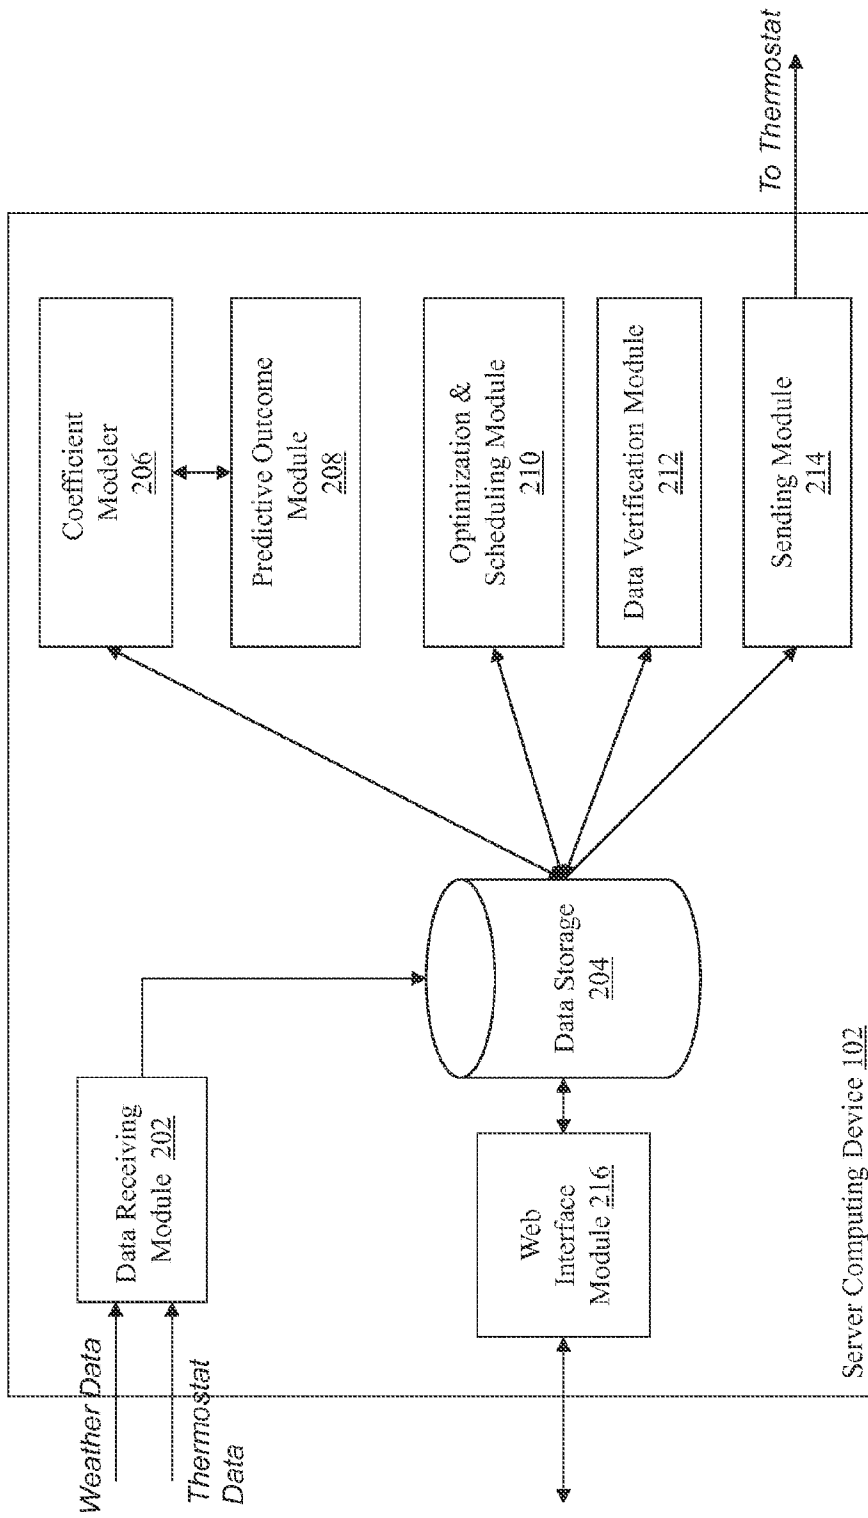 Weather Data
Thermostat
Data
Data Receiving
Module 202
Web
Interface
Module 216
Data Storage
204
Coefficient
Modeler
206
Predictive Outcome
Module
208
Optimization &
Scheduling Module
210
Data Verification Module
212
Sending Module
214
To Thermostat
Server Computing Device 102